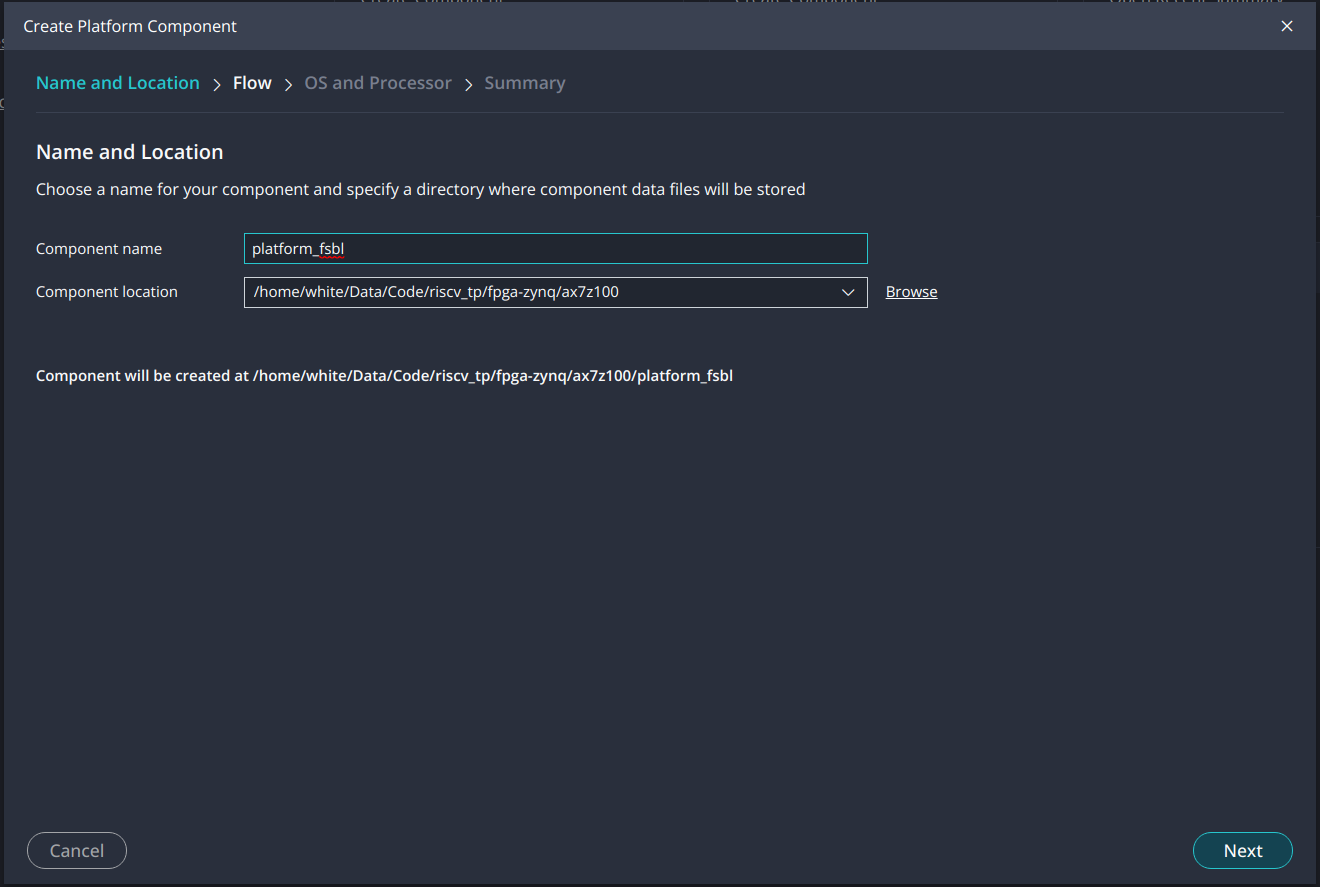 Create Platform Component
Name and Location > Flow > OS and Processor > Summary
Name and Location
Choose a name for your component and specify a directory where component data files will be stored
Component name platform_fsbl
Component location /home/white/Data/Code/riscv_tp/fpga-zynq/ax7z100 Browse
Component will be created at /home/white/Data/Code/riscv_tp/fpga-zynq/ax7z100/platform_fsbl
Cancel Next